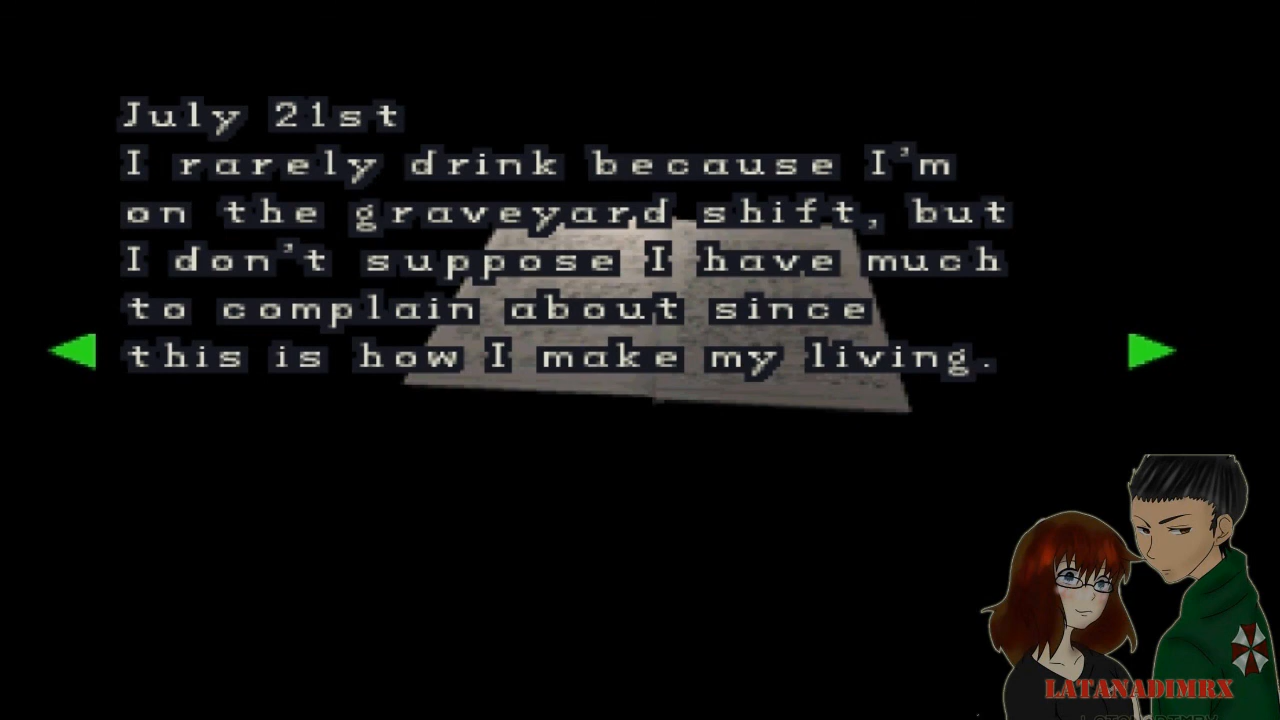 July 21st
I rarely drink because I'm
on the graveyard shift, but
I don't suppose I have much
to complain about since
this is how I make my living.
LATANADIMRX